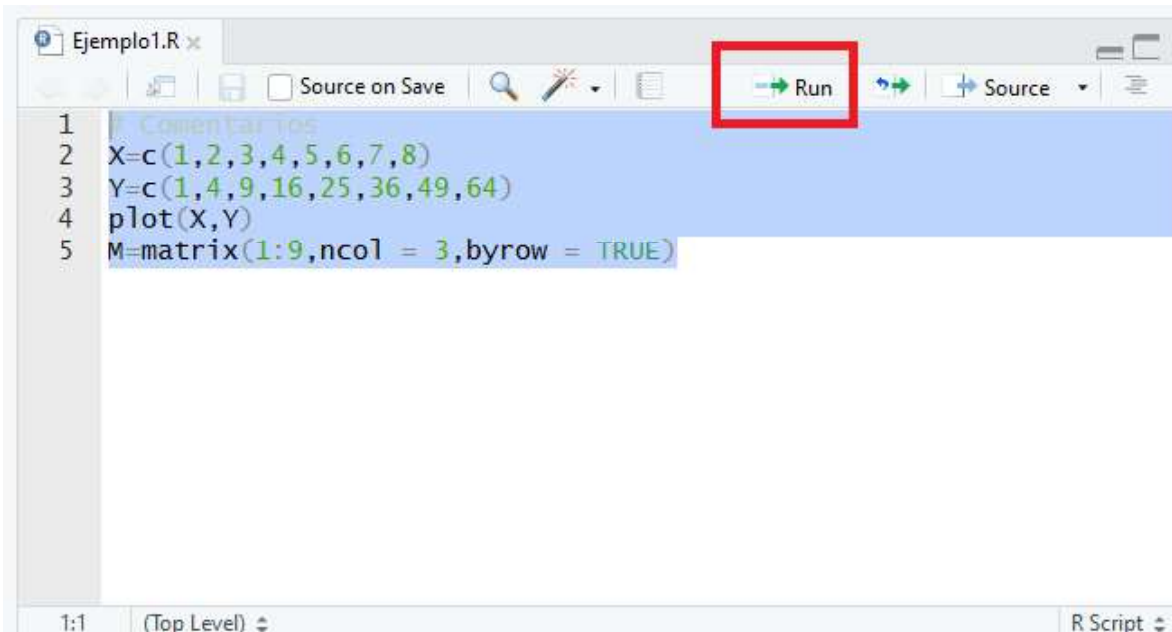 Ejemplo1.R
Source on Save Run Source
1 # Comentarios
2 X=c(1,2,3,4,5,6,7,8)
3 Y=c(1,4,9,16,25,36,49,64)
4 plot(X,Y)
5 M=matrix(1:9,ncol = 3,byrow = TRUE)
1:1 (Top Level) R Script